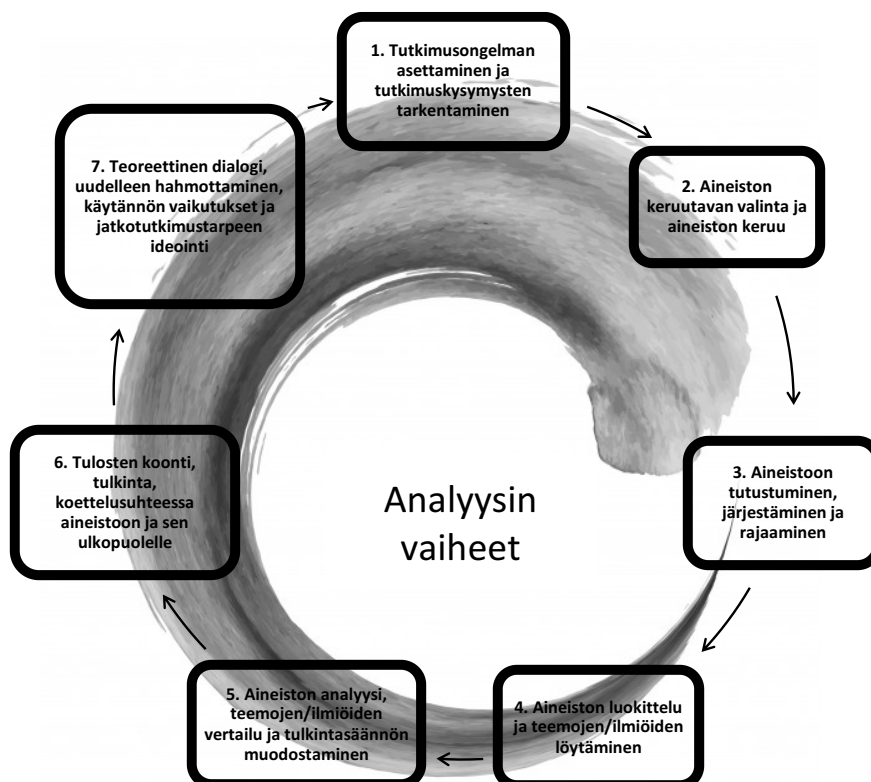 1. Tutkimusongelman
asettaminen ja
tutkimuskysymysten
tarkentaminen
2. Aineiston
keruutavan valinta ja
aineiston keruu
3. Aineistoon
tutustuminen,
järjestäminen ja
rajaaminen
4. Aineiston luokittelu
ja teemojen/ilmiöiden
löytäminen
5. Aineiston analyysi,
teemojen/ilmiöiden
vertailu ja tulkintasäännön
muodostaminen
6. Tulosten koonti,
tulkinta,
koettelusuhteessa
aineistoon ja sen
ulkopuolelle
7. Teoreettinen dialogi,
uudelleen hahmottaminen,
käytännön vaikutukset ja
jatkotutkimustarpeen
ideointi
Analyysin
vaiheet